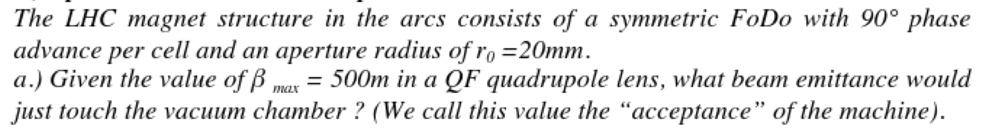 The LHC magnet structure in the arcs consists of a symmetric FoDo with 90° phase
advance per cell and an aperture radius of r₀ =20mm.
a.) Given the value of β max = 500m in a QF quadrupole lens, what beam emittance would
just touch the vacuum chamber ? (We call this value the “acceptance” of the machine).